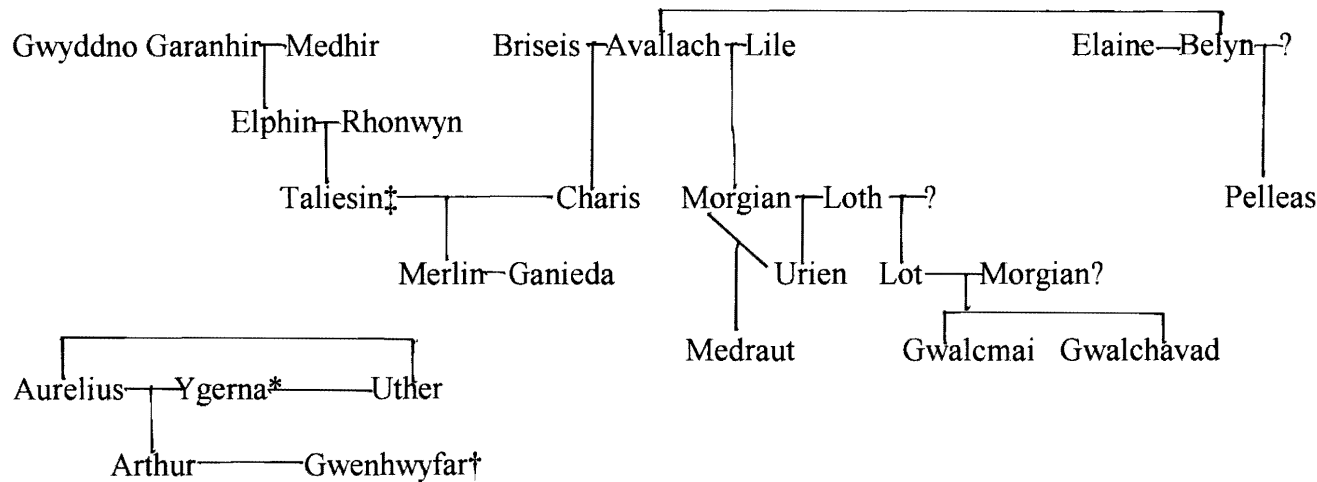 Gwyddno Garanhir Medhir Briseis Avallach Lile Elaine Belyn ?
Elphin Rhonwyn
Taliesin‡ Charis Morgian Loth ? Pelleas
Merlin Ganieda Urien Lot Morgian?
Medraut Gwalcmai Gwalchavad
Aurelius Ygerna* Uther
Arthur Gwenhwyfar†